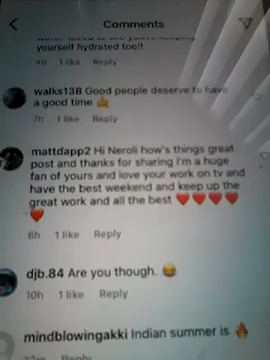 Comments
yourself hydrated too!!
4h 1 like Reply
walks138 Good people deserve to have
a good time 👍
7h 1 like Reply
mattdapp2 Hi Neroli how's things great
post and thanks for sharing i'm a huge
fan of yours and love your work on tv and
have the best weekend and keep up the
great work and all the best ❤️❤️❤️❤️
❤️
8h 1 like Reply
djb.84 Are you though. 😂
10h 1 like Reply
mindblowingakki Indian summer is 🔥
Reply